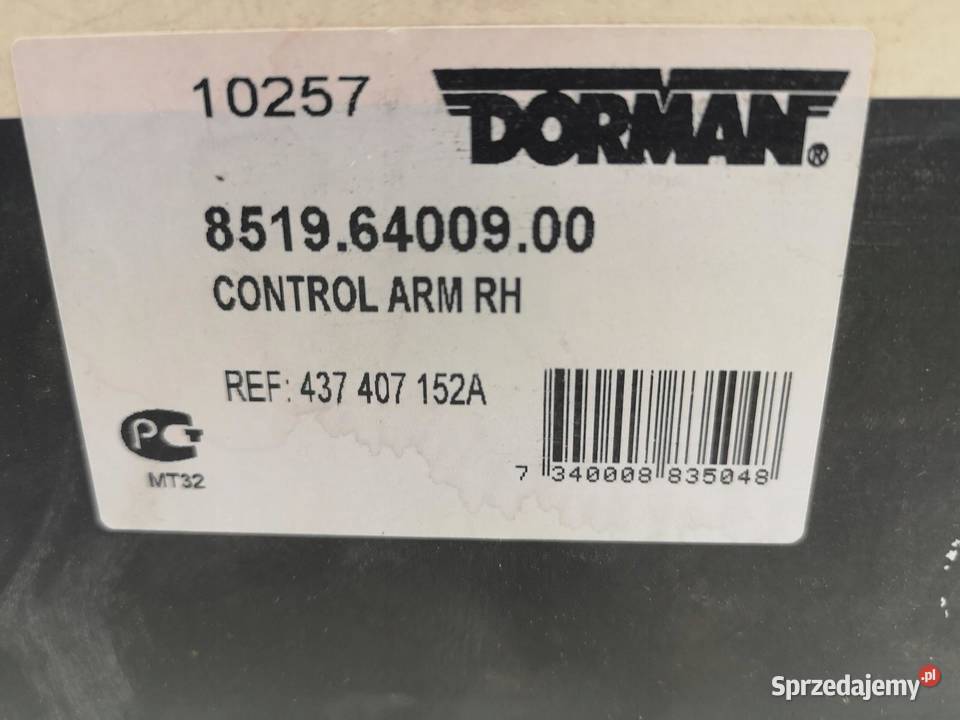 10257
DORMAN®
8519.64009.00
CONTROL ARM RH
REF: 437 407 152A
PCT
MT32
7 340008 835048
Sprzedajemy.pl